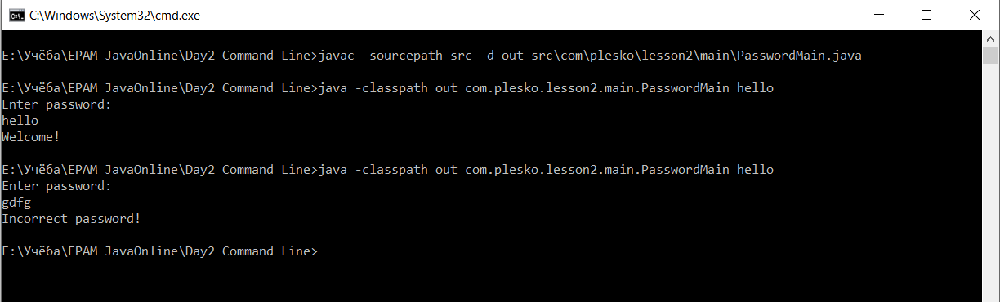 C:\Windows\System32\cmd.exe
E:\Учёба\EPAM JavaOnline\Day2 Command Line>javac -sourcepath src -d out src\com\plesko\lesson2\main\PasswordMain.java
E:\Учёба\EPAM JavaOnline\Day2 Command Line>java -classpath out com.plesko.lesson2.main.PasswordMain hello
Enter password:
hello
Welcome!
E:\Учёба\EPAM JavaOnline\Day2 Command Line>java -classpath out com.plesko.lesson2.main.PasswordMain hello
Enter password:
gdfg
Incorrect password!
E:\Учёба\EPAM JavaOnline\Day2 Command Line>